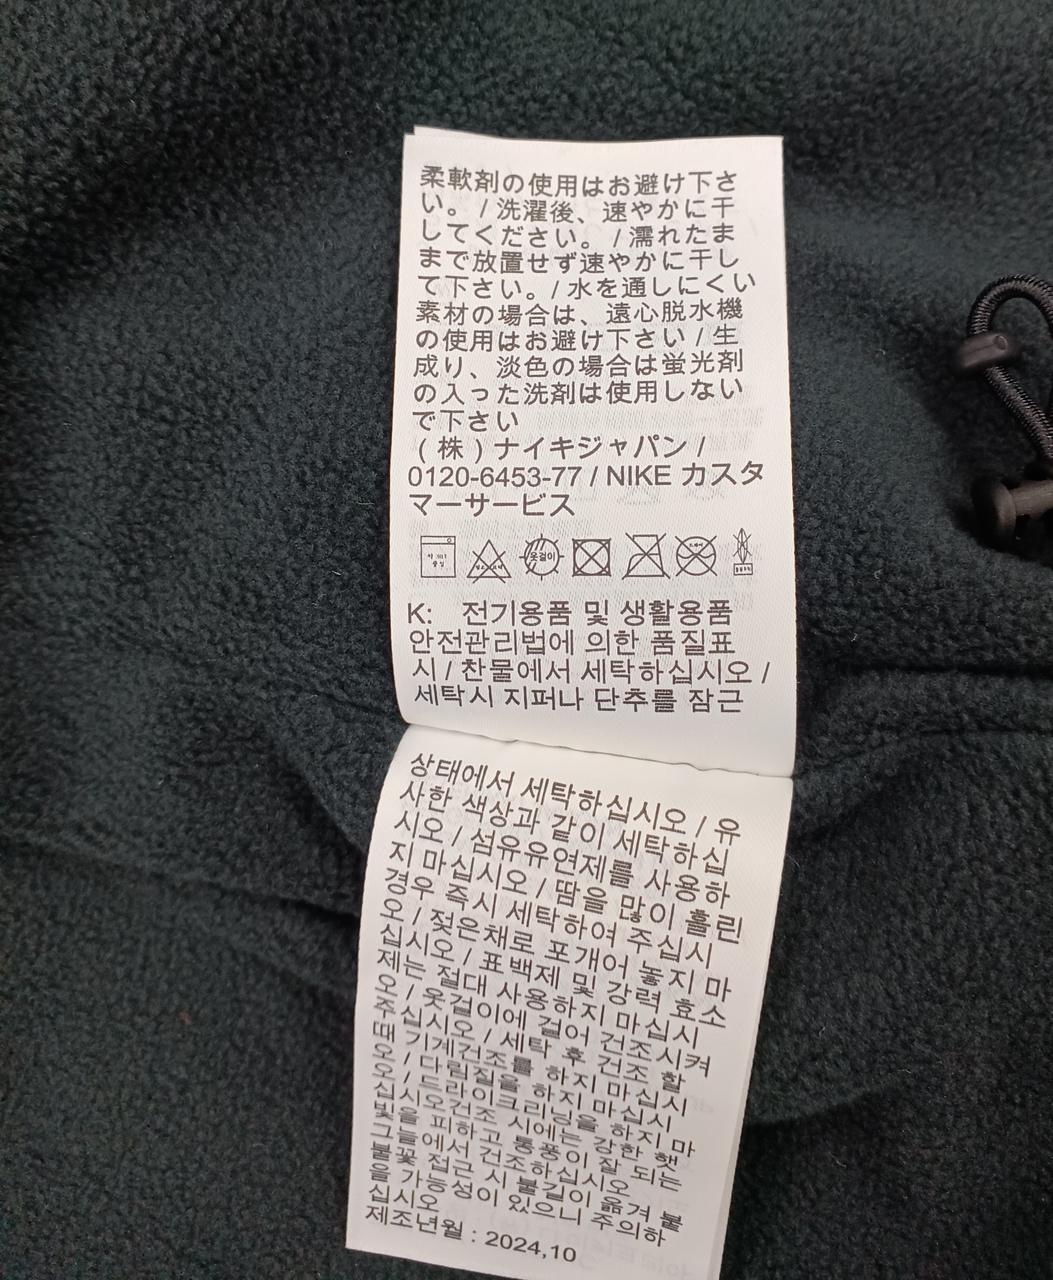 柔軟剤の使用はお避け下さ
い。 / 洗濯後、速やかに干
してください。 / 濡れたま
まで放置せず速やかに干し
て下さい。/ 水を通しにくい
素材の場合は、遠心脱水機
の使用はお避け下さい / 生
成り、淡色の場合は蛍光剤
の入った洗剤は使用しない
で下さい
( 株 ) ナイキジャパン /
0120-6453-77 / NIKE カスタ
マーサービス
옷걸이
K: 전기용품 및 생활용품
안전관리법에 의한 품질표
시 / 찬물에서 세탁하십시오 /
세탁시 지퍼나 단추를 잠근
상태에서 세탁하십시오 / 유
사한 색상과 같이 세탁하십
시오 / 섬유유연제를 사용하
지 마십시오 / 땀을 많이 흘린
경우 즉시 세탁하여 주십시
오 / 젖은채로 포개어 놓지 마
십시오 / 표백제 및 강력 효소
제는 절대 사용하지 마십시
오 / 옷걸이에 걸어 건조시켜
주십시오 / 세탁 후 건조 할
때 기계건조를 하지 마십시
오 / 다림질을 하지 마십시
오 / 드라이크리닝을 하지 마
십시오건조 시에는 강한 햇
빛을 피하고 통풍이 잘 되는
그늘에서 건조하십시오
불꽃 접근 시 불길이 옮겨 붙
을 가능성이 있으니 주의하
십시오
제조년월 : 2024,10